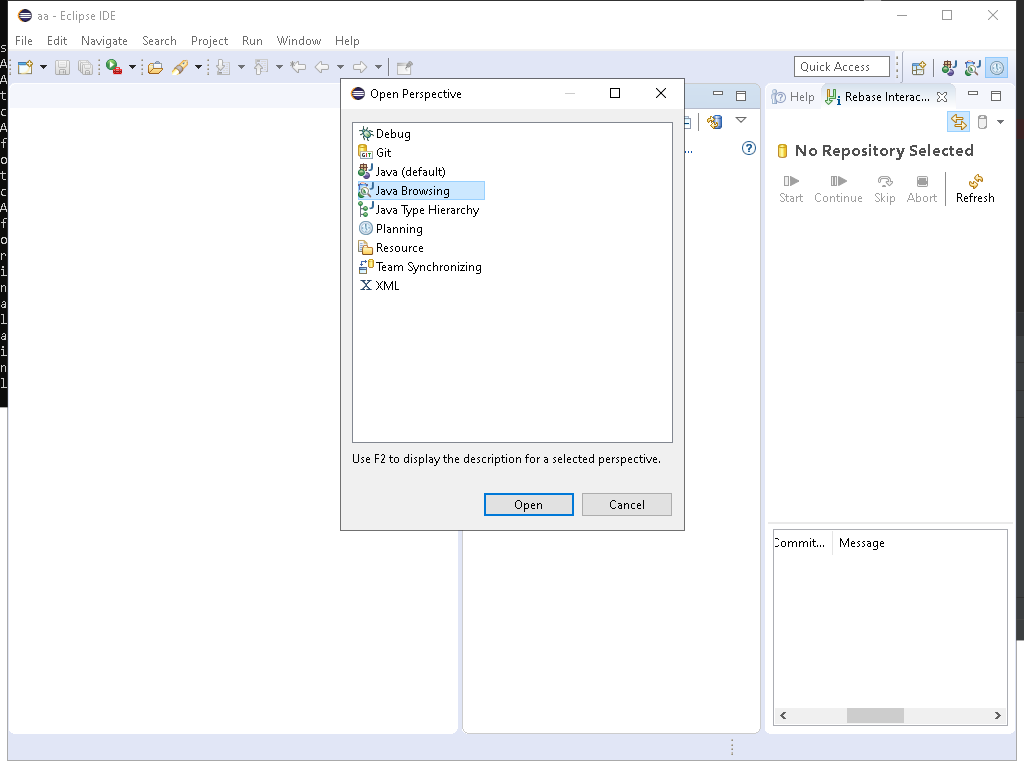 aa - Eclipse IDE
File Edit Navigate Search Project Run Window Help
Quick Access
Open Perspective
Debug
Git
Java (default)
Java Browsing
Java Type Hierarchy
Planning
Resource
Team Synchronizing
XML
Use F2 to display the description for a selected perspective.
Open Cancel
...
Help Rebase Interac...
No Repository Selected
Start Continue Skip Abort Refresh
Commit... Message